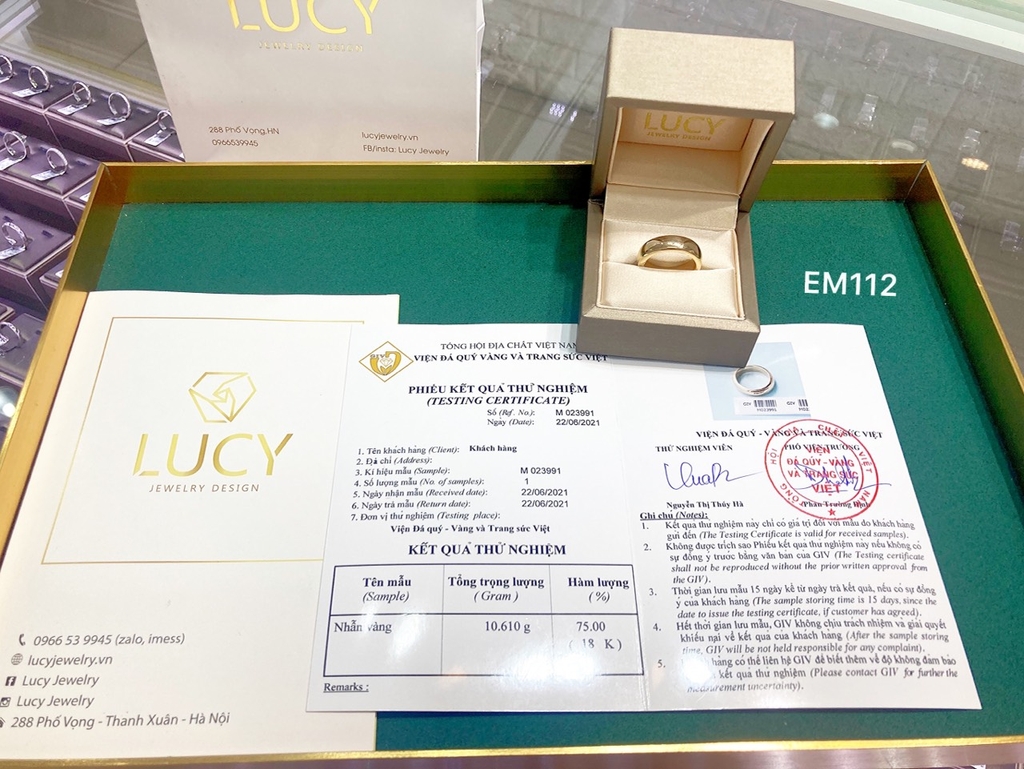 LUCY
JEWELRY DESIGN
288 Phố Vọng,HN
0966539945
lucyjewelry.vn
FB/insta: Lucy Jewelry
LUCY
JEWELRY DESIGN
EM112
LUCY
JEWELRY DESIGN
0966 53 9945 (zalo, imess)
lucyjewelry.vn
Lucy Jewelry
Lucy Jewelry
288 Phố Vọng - Thanh Xuân - Hà Nội
GIV
TỔNG HỘI ĐỊA CHẤT VIỆT NAM
VIỆN ĐÁ QUÝ VÀNG VÀ TRANG SỨC VIỆT
PHIẾU KẾT QUẢ THỬ NGHIỆM
(TESTING CERTIFICATE)
Số (Ref. No.): M 023991
Ngày (Date): 22/06/2021
1. Tên khách hàng (Client): Khách hàng
2. Địa chỉ (Address):
3. Kí hiệu mẫu (Sample): M 023991
4. Số lượng mẫu (No. of samples): 1
5. Ngày nhận mẫu (Received date): 22/06/2021
6. Ngày trả mẫu (Return date): 22/06/2021
7. Đơn vị thử nghiệm (Testing place):
Viện Đá quý - Vàng và Trang sức Việt
KẾT QUẢ THỬ NGHIỆM
Tên mẫu Tổng trọng lượng Hàm lượng
(Sample) (Gram) (%)
Nhẫn vàng 10.610 g 75.00
( 18 K )
Remarks :
GIV GIV
M023991 M02
VIỆN ĐÁ QUÝ - VÀNG VÀ TRANG SỨC VIỆT
THỬ NGHIỆM VIÊN PHÓ VIỆN TRƯỞNG
VIỆN
ĐÁ QUÝ - VÀNG
VÀ TRANG SỨC
VIỆT
Nguyễn Thị Thúy Hà Phan Trường
Ghi chú (Notes):
1. Kết quả thử nghiệm này chỉ có giá trị đối với mẫu do khách hàng
gửi đến (The Testing Certificate is valid for received samples).
2. Không được trích sao Phiếu kết quả thử nghiệm này nếu không có
sự đồng ý trước bằng văn bản của GIV (The Testing certificate
shall not be reproduced without the prior written approval from
the GIV).
3. Thời gian lưu mẫu 15 ngày kể từ ngày trả kết quả, nếu có sự đồng
ý của khách hàng (The sample storing time is 15 days, since the
date to issue the testing certificate, if customer has agreed).
4. Hết thời gian lưu mẫu, GIV không chịu trách nhiệm và giải quyết
khiếu nại về kết quả của khách hàng (After the sample storing
time, GIV will not be held responsible for any complaint).
5. hàng có thể liên hệ GIV để biết thêm về độ không đảm bảo
kết quả thử nghiệm (Please contact GIV for further the
measurement uncertainty).